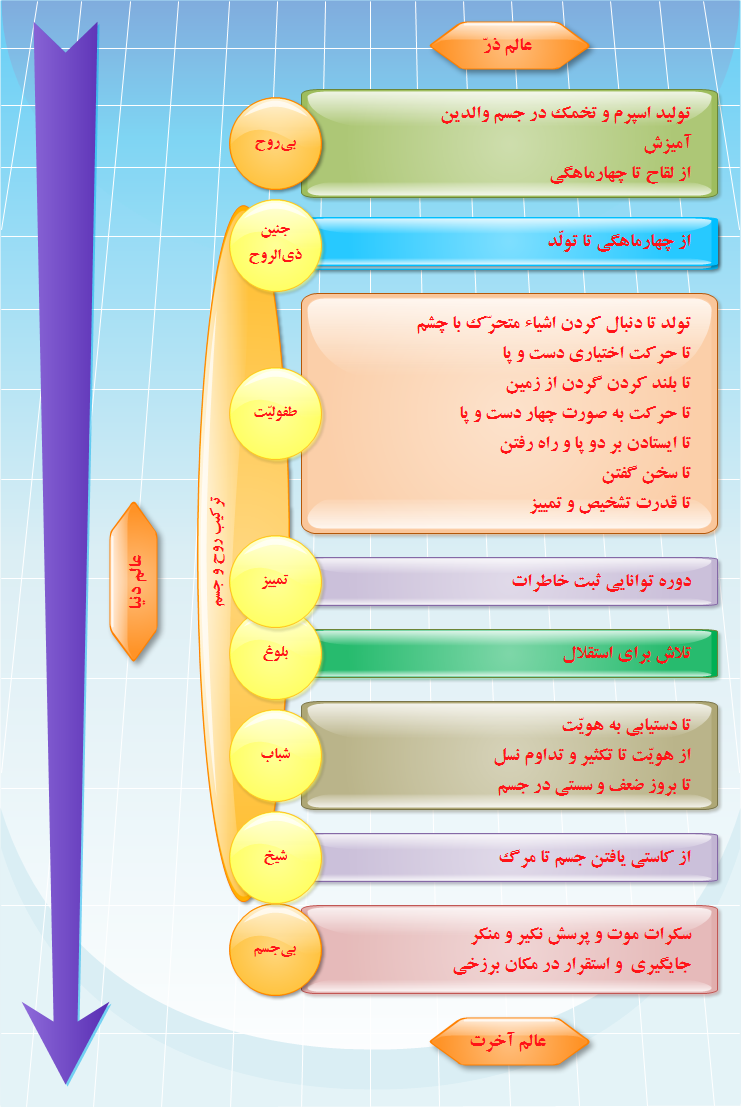 عالم ذرّ
تولید اسپرم و تخمک در جسم والدین
آمیزش
از لقاح تا چهارماهگی
بی‌روح
از چهارماهگی تا تولّد
جنین
ذی‌الروح
تولد تا دنبال کردن اشیاء متحرّک با چشم
تا حرکت اختیاری دست و پا
تا بلند کردن گردن از زمین
تا حرکت به صورت چهار دست و پا
تا ایستادن بر دو پا و راه رفتن
تا سخن گفتن
تا قدرت تشخیص و تمییز
طفولیّت
ترکیب روح و جسم
عالم دنیا
دوره توانایی ثبت خاطرات
تمییز
تلاش برای استقلال
بلوغ
تا دستیابی به هویّت
از هویّت تا تکثیر و تداوم نسل
تا بروز ضعف و سستی در جسم
شباب
از کاستی یافتن جسم تا مرگ
شیخ
سکرات موت و پرسش نکیر و منکر
جایگیری و استقرار در مکان برزخی
بی‌جسم
عالم آخرت